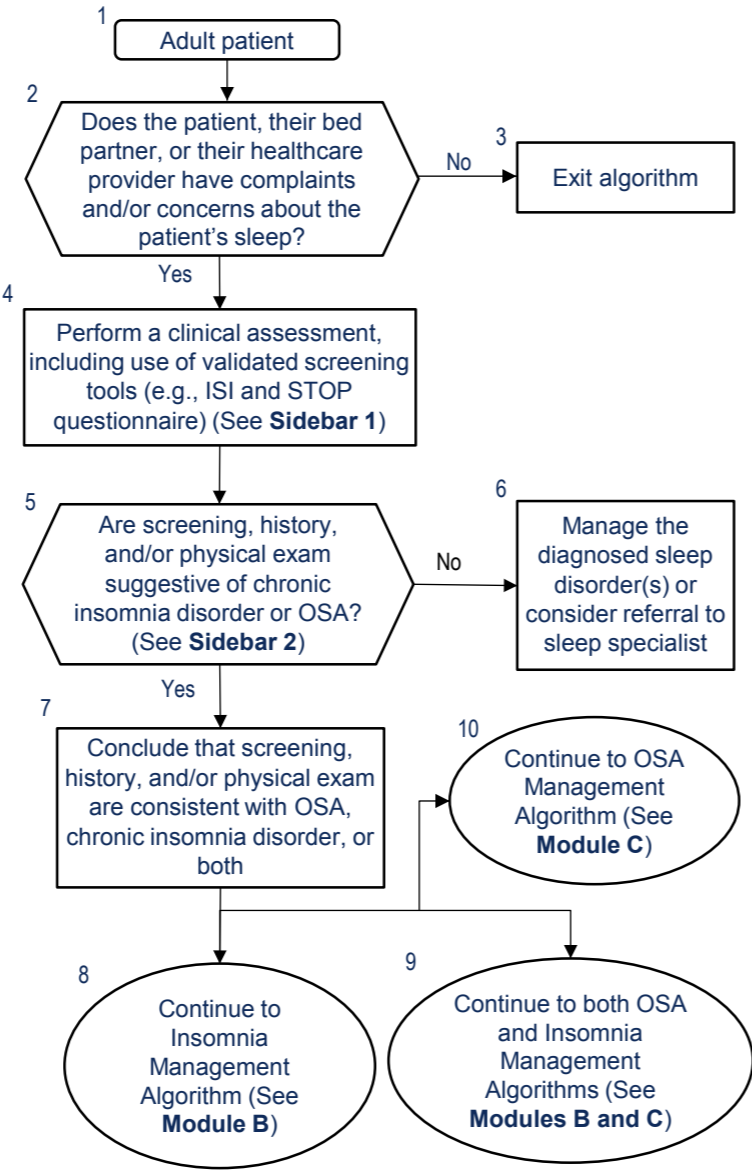 1
Adult patient
2
Does the patient, their bed
partner, or their healthcare
provider have complaints
and/or concerns about the
patient’s sleep?
No
3
Exit algorithm
Yes
4
Perform a clinical assessment,
including use of validated screening
tools (e.g., ISI and STOP
questionnaire) (See Sidebar 1)
5
Are screening, history,
and/or physical exam
suggestive of chronic
insomnia disorder or OSA?
(See Sidebar 2)
No
6
Manage the
diagnosed sleep
disorder(s) or
consider referral to
sleep specialist
Yes
7
Conclude that screening,
history, and/or physical exam
are consistent with OSA,
chronic insomnia disorder, or
both
10
Continue to OSA
Management
Algorithm (See
Module C)
8
Continue to
Insomnia
Management
Algorithm (See
Module B)
9
Continue to both OSA
and Insomnia
Management
Algorithms (See
Modules B and C)